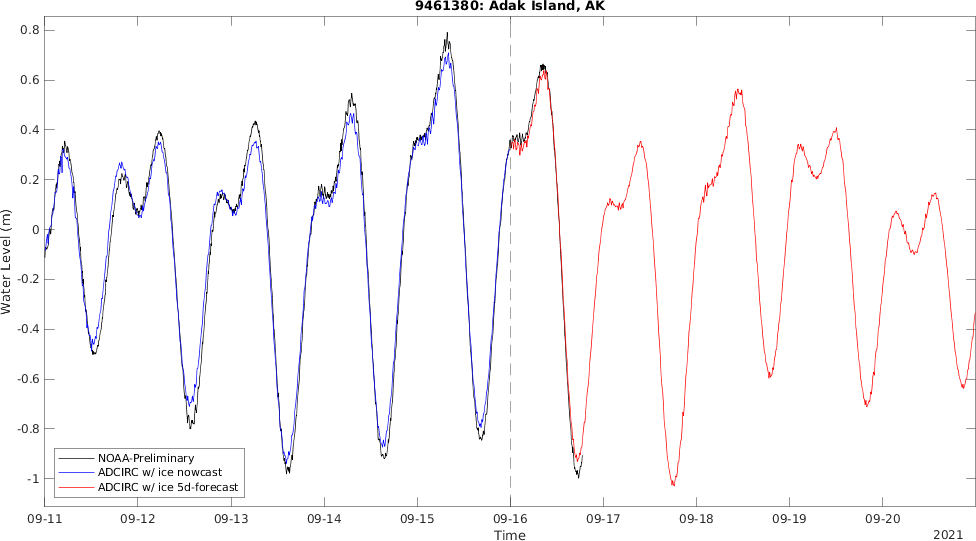 9461380: Adak Island, AK
0.8
0.6
0.4
0.2
0
-0.2
-0.4
-0.6
-0.8
-1
Water Level (m)
NOAA-Preliminary
ADCIRC w/ ice nowcast
ADCIRC w/ ice 5d-forecast
09-11 09-12 09-13 09-14 09-15 09-16 09-17 09-18 09-19 09-20
Time
2021